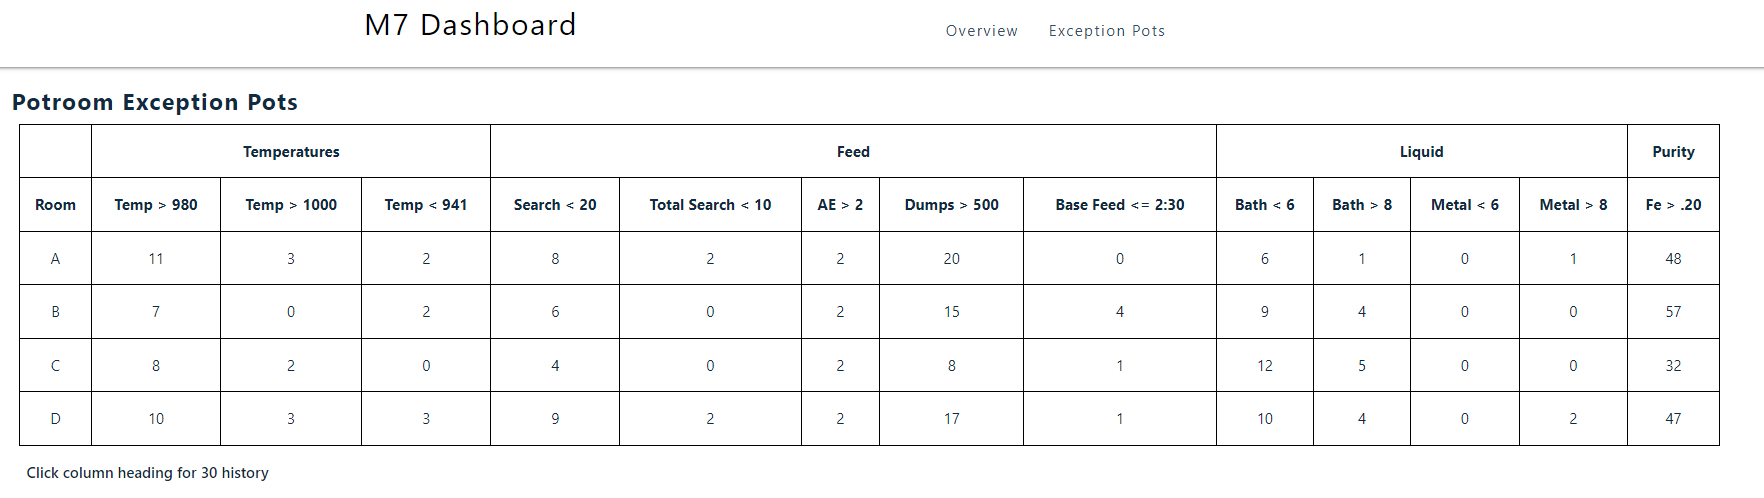 M7 Dashboard
Overview Exception Pots
Potroom Exception Pots
Temperatures Feed Liquid Purity
Room Temp > 980 Temp > 1000 Temp < 941 Search < 20 Total Search < 10 AE > 2 Dumps > 500 Base Feed <= 2:30 Bath < 6 Bath > 8 Metal < 6 Metal > 8 Fe > .20
A 11 3 2 8 2 2 20 0 6 1 0 1 48
B 7 0 2 6 0 2 15 4 9 4 0 0 57
C 8 2 0 4 0 2 8 1 12 5 0 0 32
D 10 3 3 9 2 2 17 1 10 4 0 2 47
Click column heading for 30 history